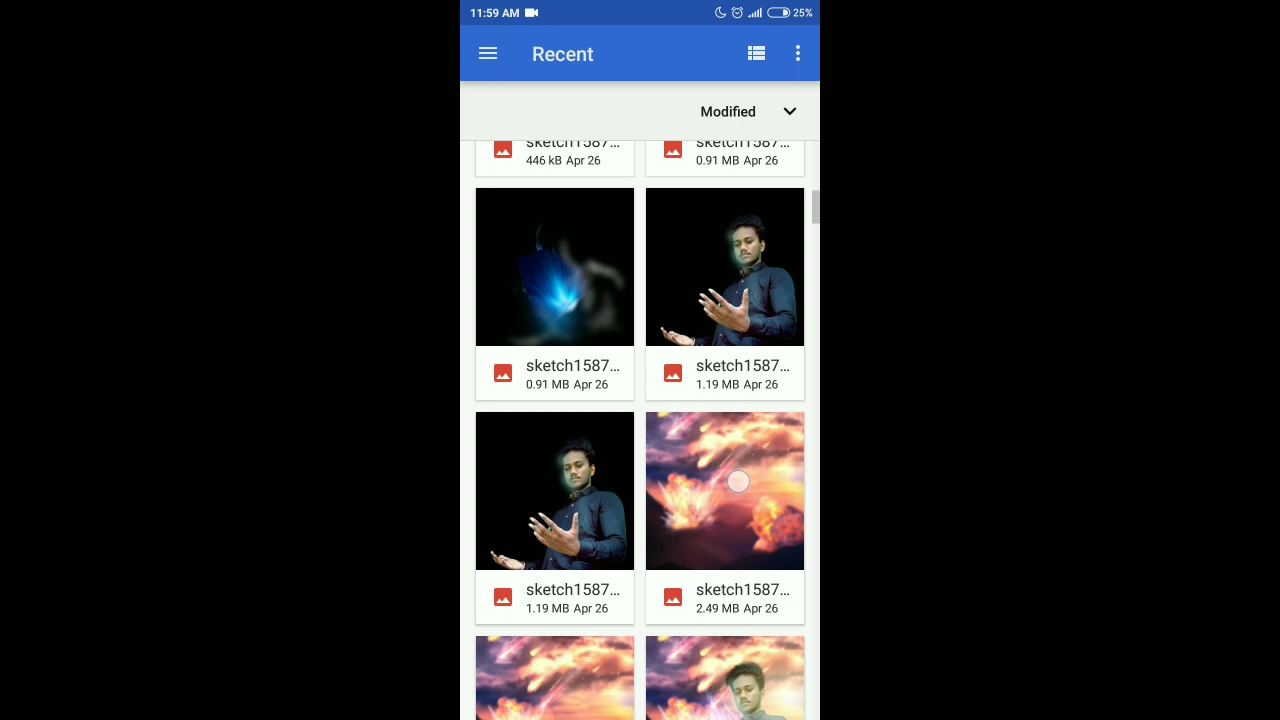 11:59 AM 25%
Recent
Modified
sketch1587... sketch1587...
446 kB Apr 26 0.91 MB Apr 26
sketch1587... sketch1587...
0.91 MB Apr 26 1.19 MB Apr 26
sketch1587... sketch1587...
1.19 MB Apr 26 2.49 MB Apr 26